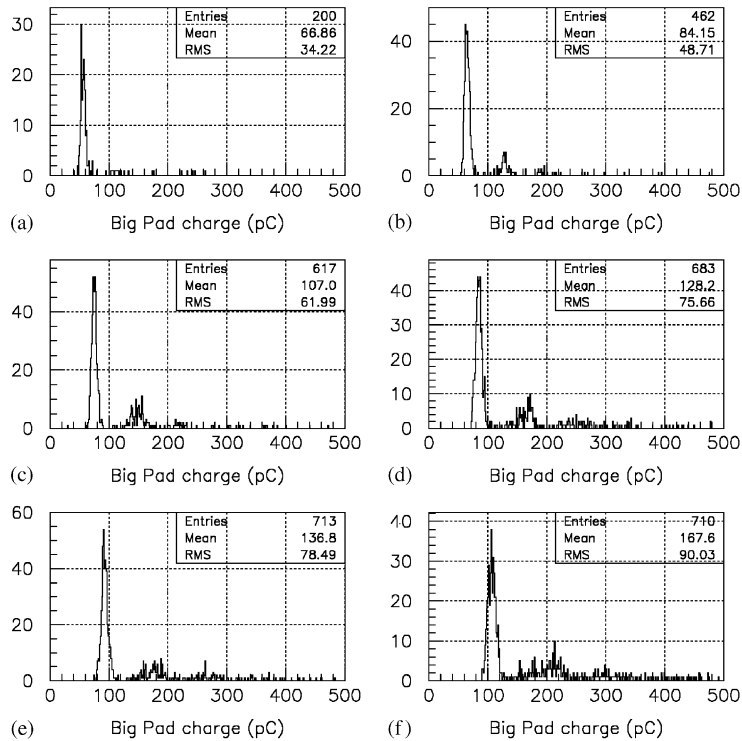 Entries 200
Mean 66.86
RMS 34.22
30
20
10
0
0 100 200 300 400 500
(a) Big Pad charge (pC)
Entries 462
Mean 84.15
RMS 48.71
40
20
0
0 100 200 300 400 500
(b) Big Pad charge (pC)
Entries 617
Mean 107.0
RMS 61.99
40
20
0
0 100 200 300 400 500
(c) Big Pad charge (pC)
Entries 683
Mean 128.2
RMS 75.66
40
30
20
10
0
0 100 200 300 400 500
(d) Big Pad charge (pC)
Entries 713
Mean 136.8
RMS 78.49
60
40
20
0
0 100 200 300 400 500
(e) Big Pad charge (pC)
Entries 710
Mean 167.6
RMS 90.03
40
30
20
10
0
0 100 200 300 400 500
(f) Big Pad charge (pC)